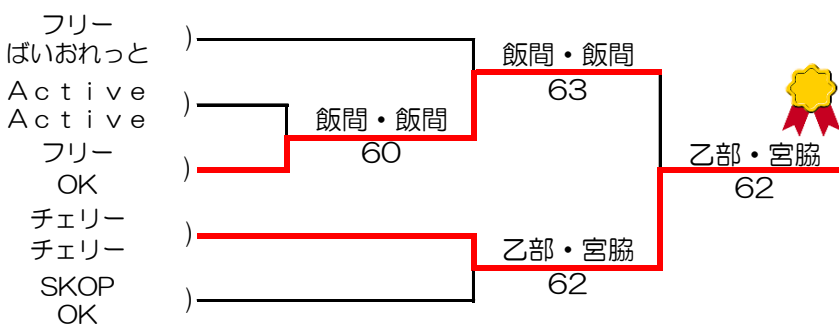 フリー
ばいおれっと
)
Ａｃｔｉｖｅ
Ａｃｔｉｖｅ
)
フリー
OK
)
チェリー
チェリー
)
SKOP
OK
)
飯間・飯間
60
飯間・飯間
63
乙部・宮脇
62
乙部・宮脇
62